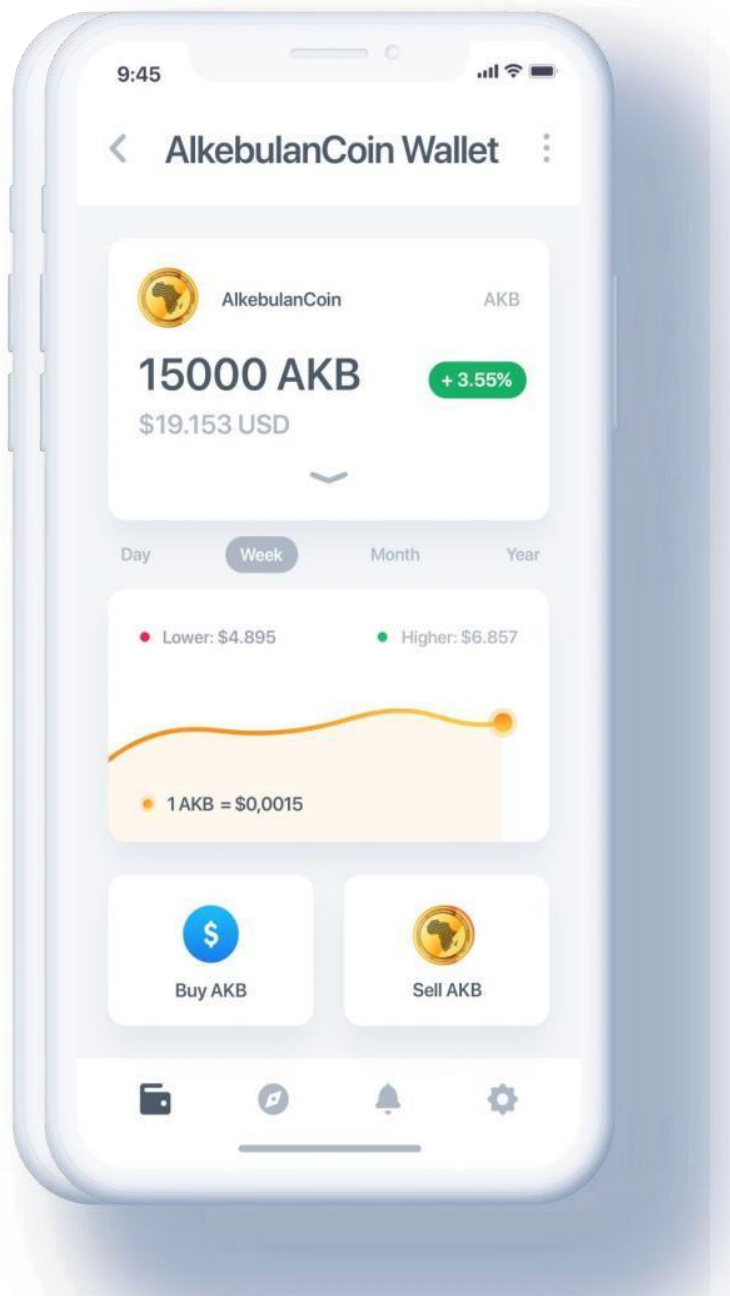 9:45
AlkebulanCoin Wallet
AlkebulanCoin AKB
15000 AKB + 3.55%
$19.153 USD
Day Week Month Year
Lower: $4.895 Higher: $6.857
1 AKB = $0,0015
$
Buy AKB Sell AKB